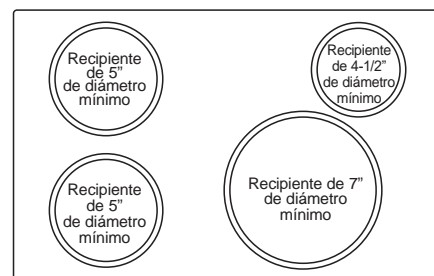 Recipiente
de 5”
de diámetro
mínimo
Recipiente
de 4-1/2”
de diámetro
mínimo
Recipiente
de 5”
de diámetro
mínimo
Recipiente de 7”
de diámetro
mínimo